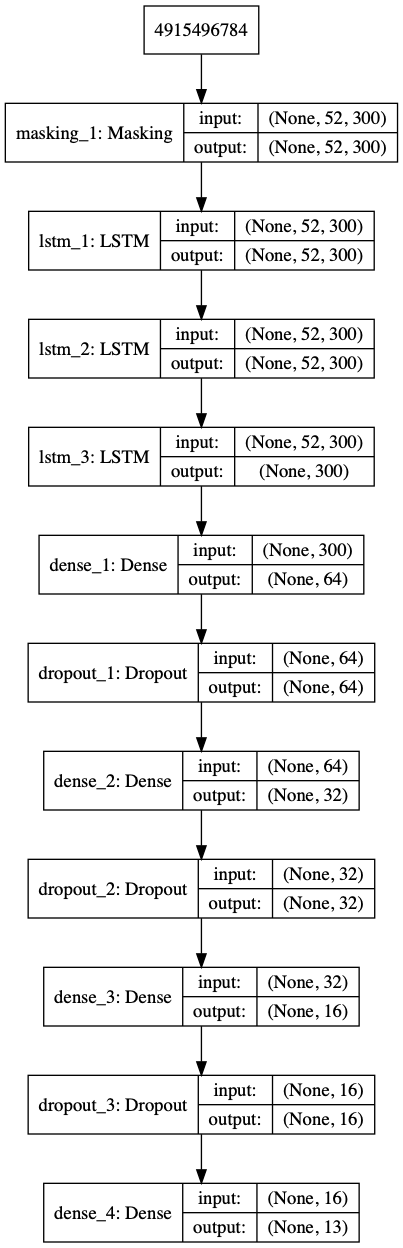 4915496784
masking_1: Masking
input: (None, 52, 300)
output: (None, 52, 300)
lstm_1: LSTM
input: (None, 52, 300)
output: (None, 52, 300)
lstm_2: LSTM
input: (None, 52, 300)
output: (None, 52, 300)
lstm_3: LSTM
input: (None, 52, 300)
output: (None, 300)
dense_1: Dense
input: (None, 300)
output: (None, 64)
dropout_1: Dropout
input: (None, 64)
output: (None, 64)
dense_2: Dense
input: (None, 64)
output: (None, 32)
dropout_2: Dropout
input: (None, 32)
output: (None, 32)
dense_3: Dense
input: (None, 32)
output: (None, 16)
dropout_3: Dropout
input: (None, 16)
output: (None, 16)
dense_4: Dense
input: (None, 16)
output: (None, 13)